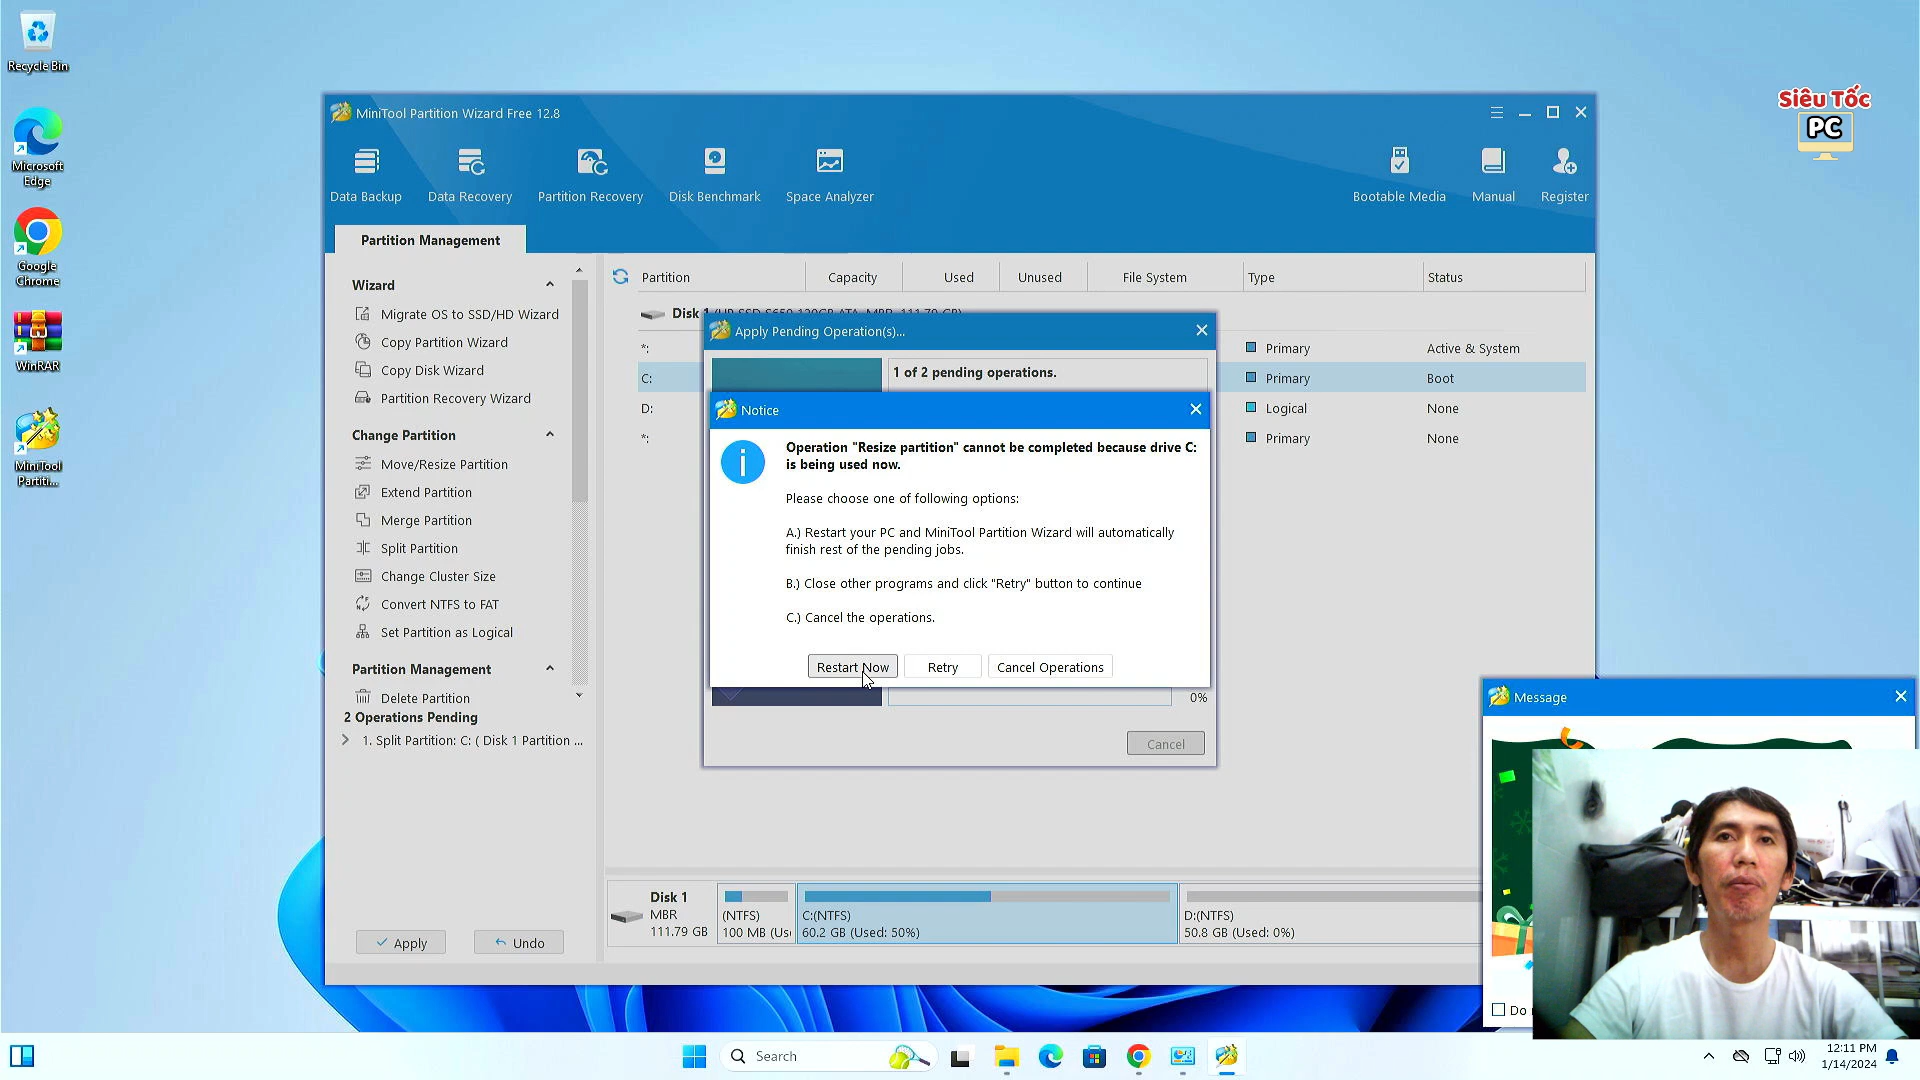 Recycle Bin
Microsoft
Edge
Google
Chrome
WinRAR
MiniTool
Partiti...
Siêu Tốc
PC
MiniTool Partition Wizard Free 12.8
Data Backup
Data Recovery
Partition Recovery
Disk Benchmark
Space Analyzer
Bootable Media
Manual
Register
Partition Management
Wizard
Migrate OS to SSD/HD Wizard
Copy Partition Wizard
Copy Disk Wizard
Partition Recovery Wizard
Change Partition
Move/Resize Partition
Extend Partition
Merge Partition
Split Partition
Change Cluster Size
Convert NTFS to FAT
Set Partition as Logical
Partition Management
Delete Partition
2 Operations Pending
1. Split Partition: C: ( Disk 1 Partition ...
Apply
Undo
Partition
Capacity
Used
Unused
File System
Type
Status
Disk 1
*:
Primary
Active & System
C:
Primary
Boot
D:
Logical
None
*:
Primary
None
Apply Pending Operation(s)...
1 of 2 pending operations.
Notice
Operation "Resize partition" cannot be completed because drive C:
is being used now.
Please choose one of following options:
A.) Restart your PC and MiniTool Partition Wizard will automatically
finish rest of the pending jobs.
B.) Close other programs and click "Retry" button to continue
C.) Cancel the operations.
Restart Now
Retry
Cancel Operations
0%
Cancel
Disk 1
MBR
111.79 GB
(NTFS)
100 MB (Us
C:(NTFS)
60.2 GB (Used: 50%)
D:(NTFS)
50.8 GB (Used: 0%)
Message
Do
Search
12:11 PM
1/14/2024